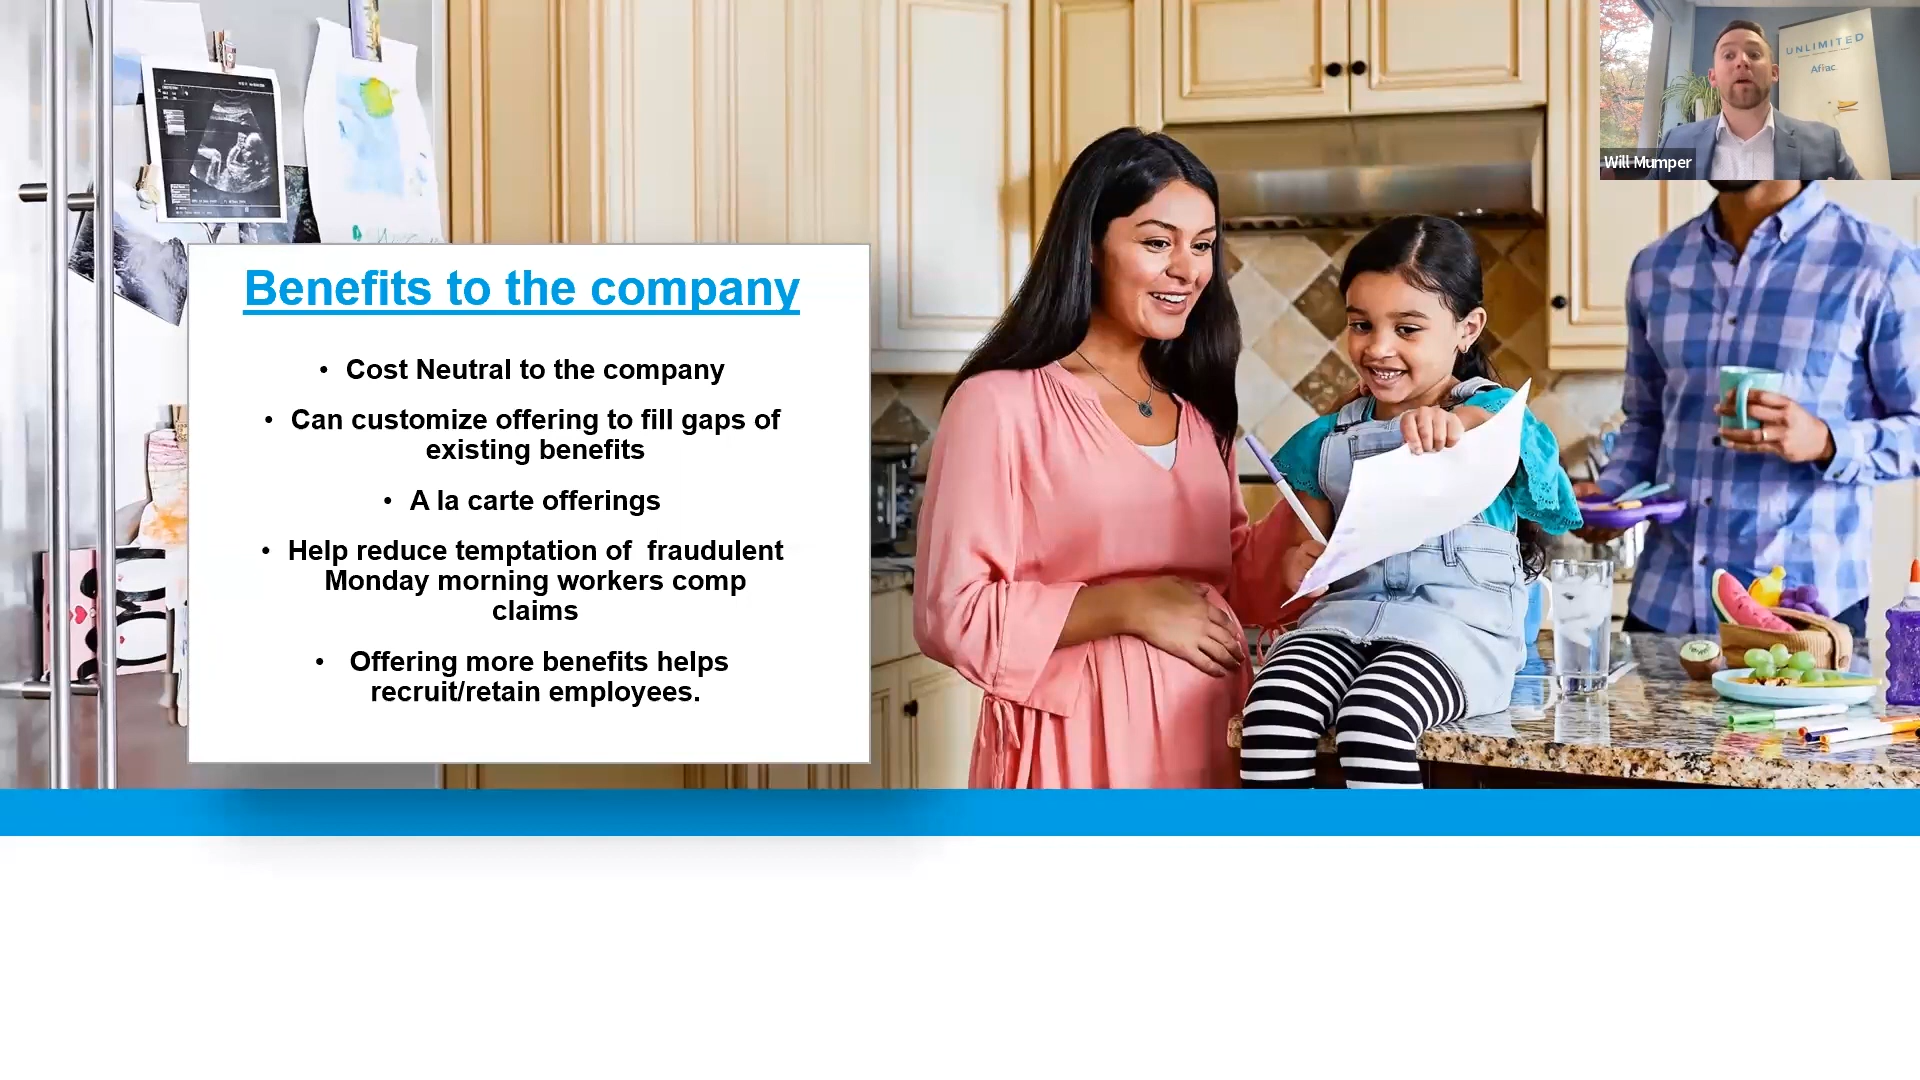 UNLIMITED
Aflac
Will Mumper
Benefits to the company
• Cost Neutral to the company
• Can customize offering to fill gaps of
existing benefits
• A la carte offerings
• Help reduce temptation of  fraudulent
Monday morning workers comp
claims
• Offering more benefits helps
recruit/retain employees.